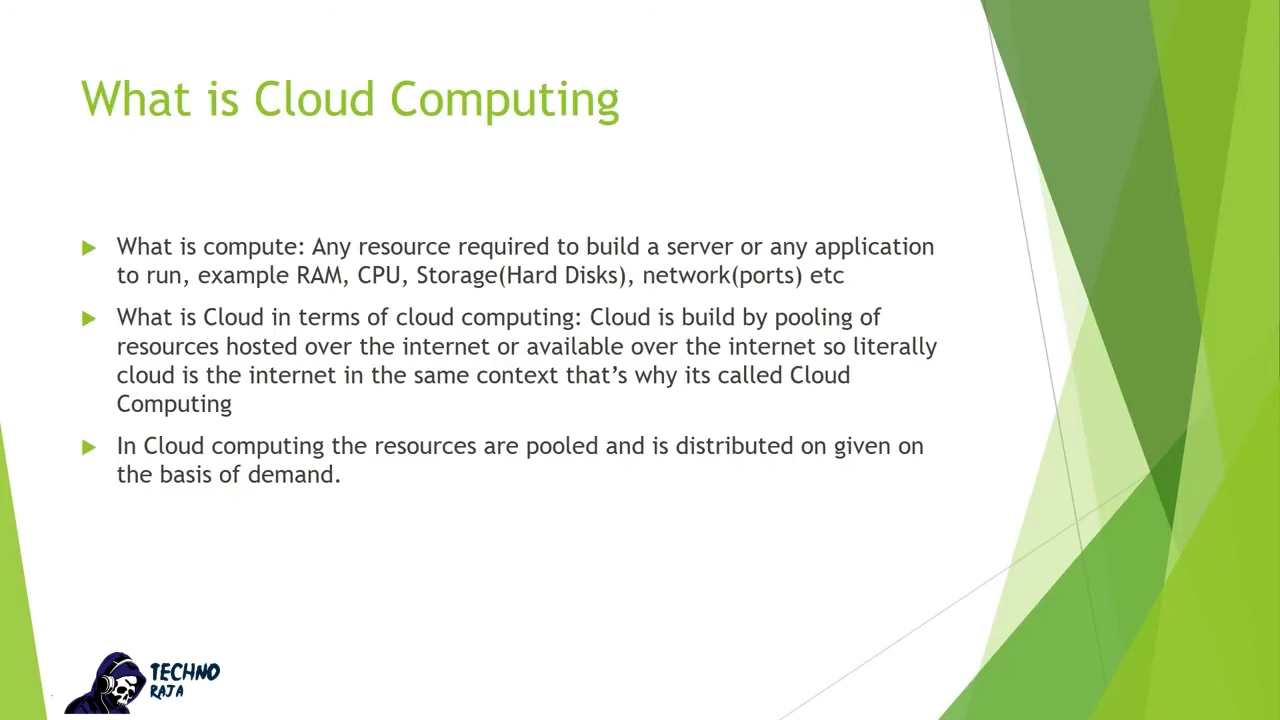 What is Cloud Computing
What is compute: Any resource required to build a server or any application
to run, example RAM, CPU, Storage(Hard Disks), network(ports) etc
What is Cloud in terms of cloud computing: Cloud is build by pooling of
resources hosted over the internet or available over the internet so literally
cloud is the internet in the same context that’s why its called Cloud
Computing
In Cloud computing the resources are pooled and is distributed on given on
the basis of demand.
TECHNO
RAJA